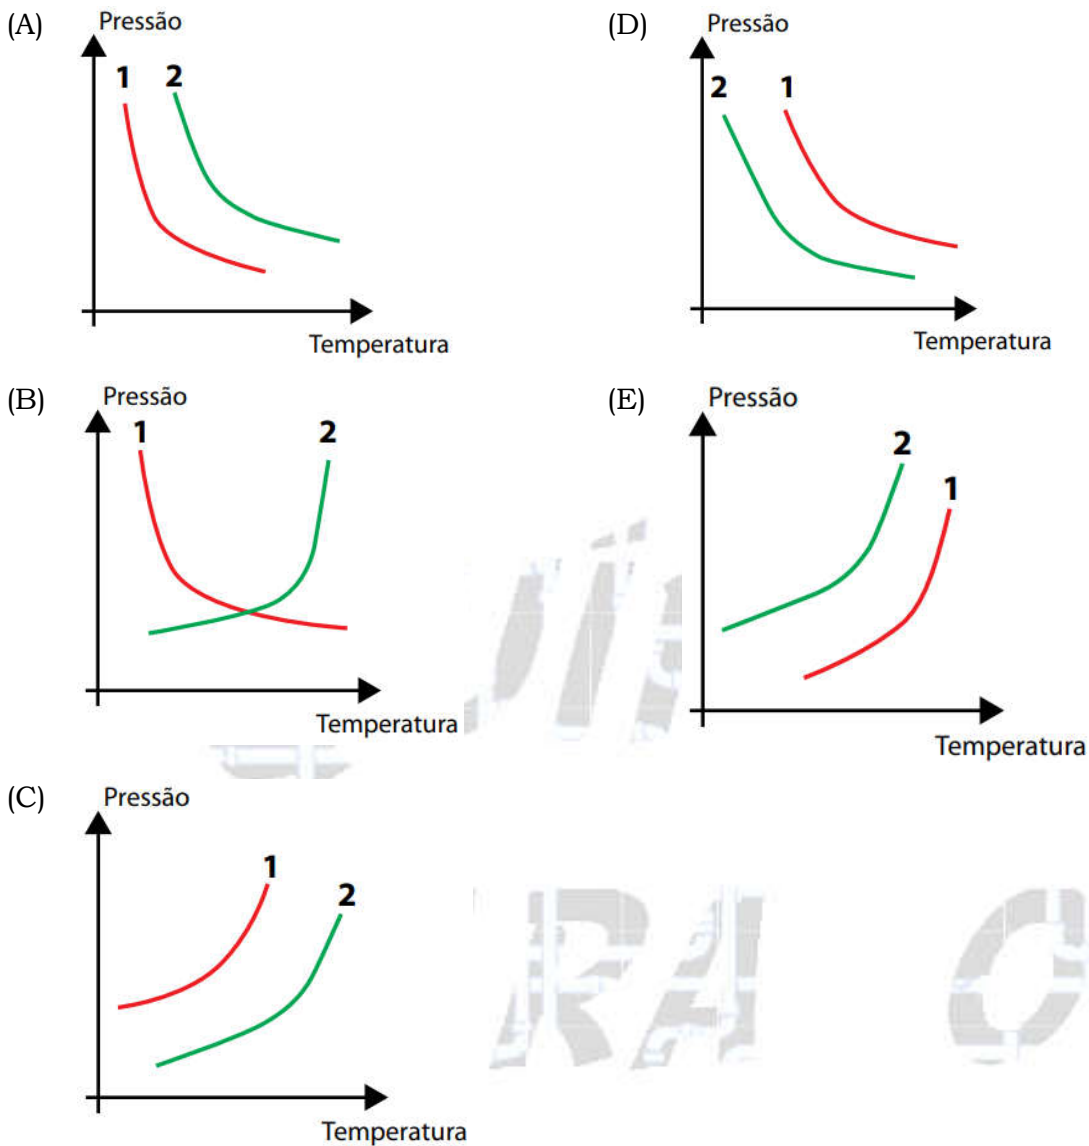 (A)
Pressão
1 2
Temperatura
(B)
Pressão
1 2
Temperatura
(C)
Pressão
1
2
Temperatura
(D)
Pressão
2 1
Temperatura
(E)
Pressão
2
1
Temperatura
RA O